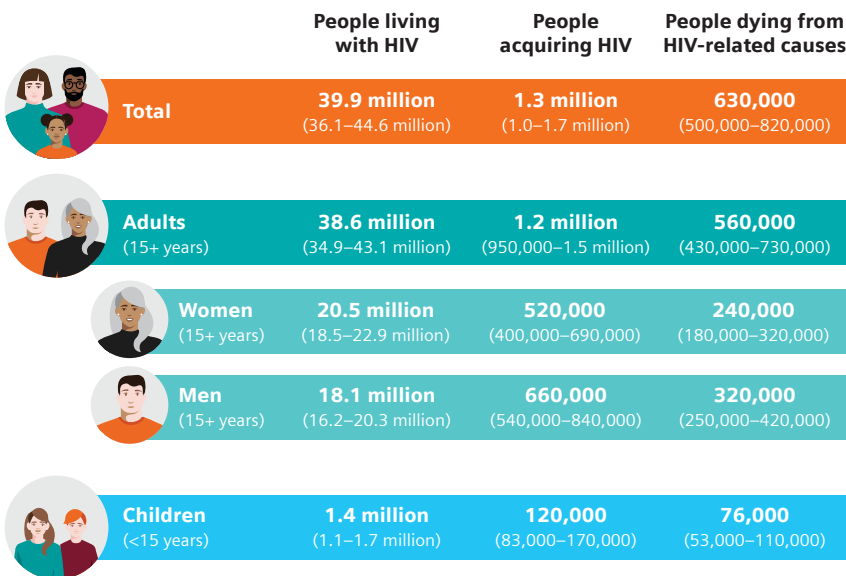 People living
with HIV
People
acquiring HIV
People dying from
HIV-related causes
Total
39.9 million
(36.1–44.6 million)
1.3 million
(1.0–1.7 million)
630,000
(500,000–820,000)
Adults
(15+ years)
38.6 million
(34.9–43.1 million)
1.2 million
(950,000–1.5 million)
560,000
(430,000–730,000)
Women
(15+ years)
20.5 million
(18.5–22.9 million)
520,000
(400,000–690,000)
240,000
(180,000–320,000)
Men
(15+ years)
18.1 million
(16.2–20.3 million)
660,000
(540,000–840,000)
320,000
(250,000–420,000)
Children
(<15 years)
1.4 million
(1.1–1.7 million)
120,000
(83,000–170,000)
76,000
(53,000–110,000)